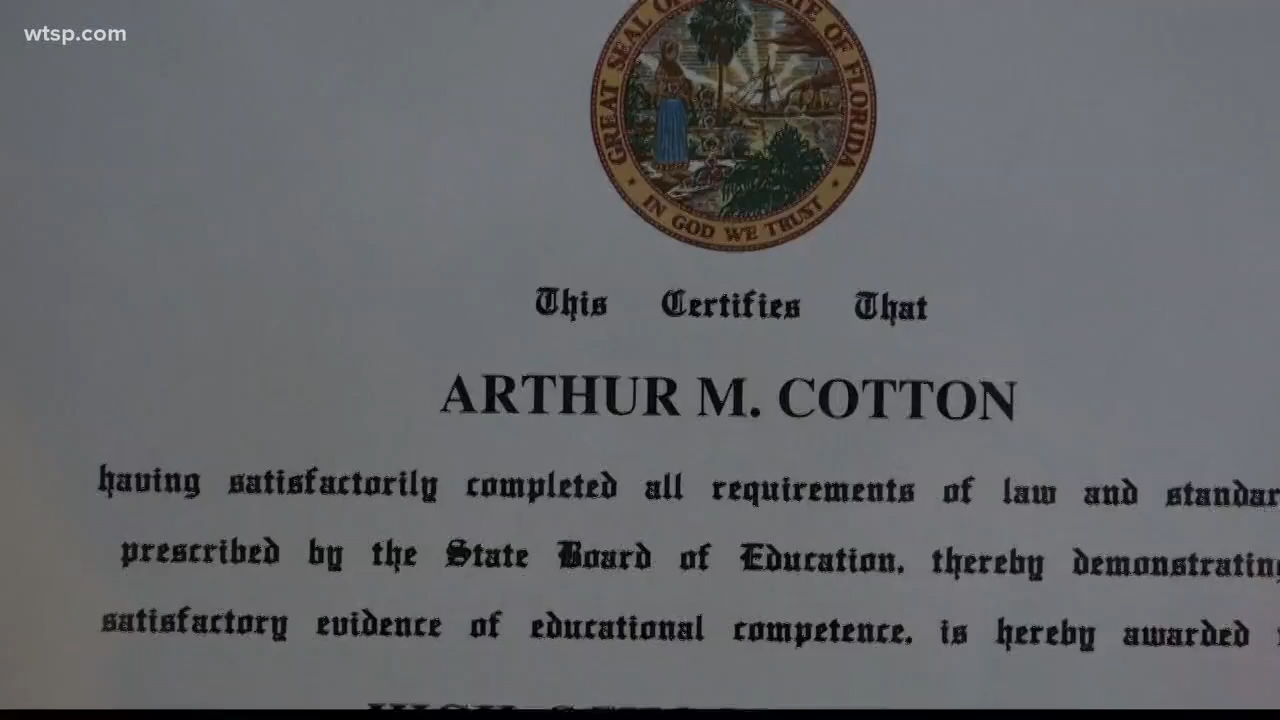 wtsp.com
GREAT SEAL OF STATE OF FLORIDA
IN GOD WE TRUST
This Certifies That
ARTHUR M. COTTON
having satisfactorily completed all requirements of law and standar
prescribed by the State Board of Education, thereby demonstrating
satisfactory evidence of educational competence, is hereby awarded